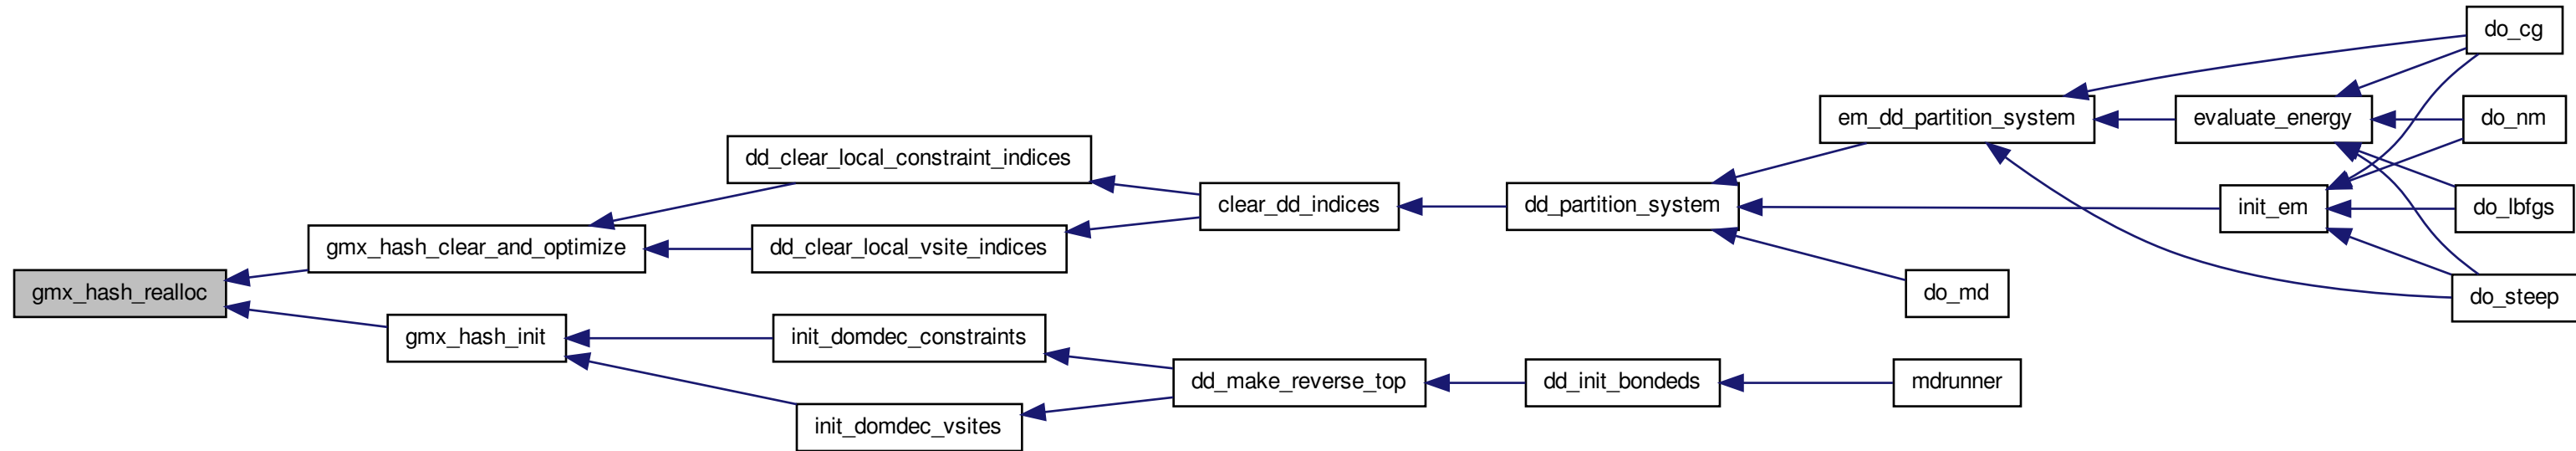 gmx_hash_realloc
gmx_hash_clear_and_optimize
gmx_hash_init
dd_clear_local_constraint_indices
dd_clear_local_vsite_indices
init_domdec_constraints
init_domdec_vsites
clear_dd_indices
dd_make_reverse_top
dd_partition_system
dd_init_bondeds
em_dd_partition_system
do_md
mdrunner
evaluate_energy
init_em
do_cg
do_nm
do_lbfgs
do_steep